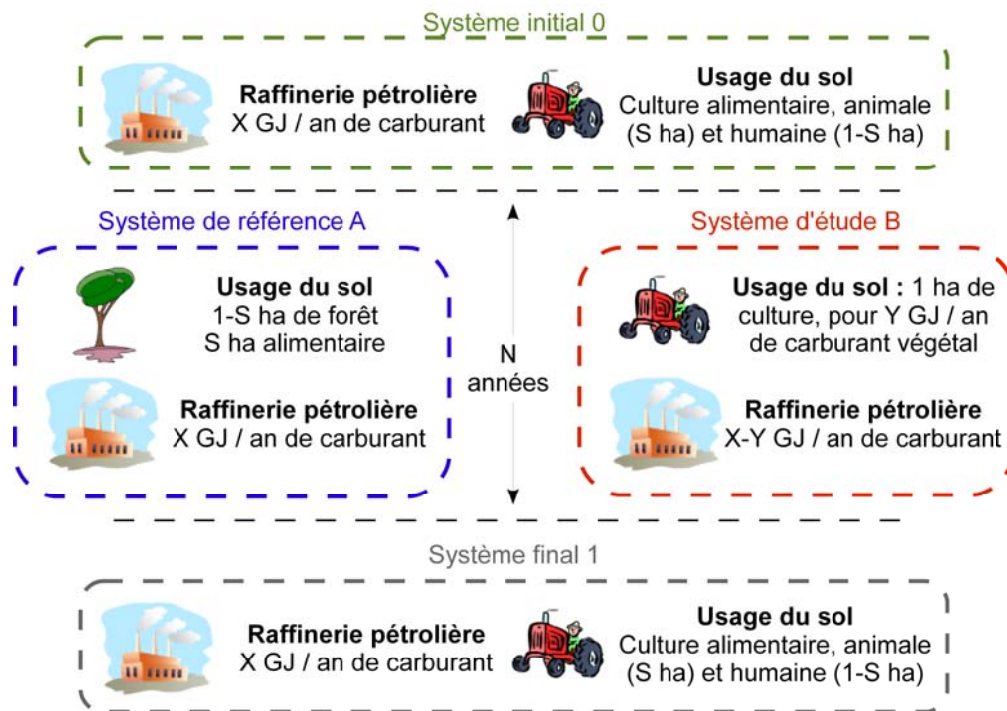 Système initial 0
Raffinerie pétrolière
X GJ / an de carburant
Usage du sol
Culture alimentaire, animale
(S ha) et humaine (1-S ha)
Système de référence A
Usage du sol
1-S ha de forêt
S ha alimentaire
Raffinerie pétrolière
X GJ / an de carburant
N
années
Système d'étude B
Usage du sol : 1 ha de
culture, pour Y GJ / an
de carburant végétal
Raffinerie pétrolière
X-Y GJ / an de carburant
Système final 1
Raffinerie pétrolière
X GJ / an de carburant
Usage du sol
Culture alimentaire, animale
(S ha) et humaine (1-S ha)